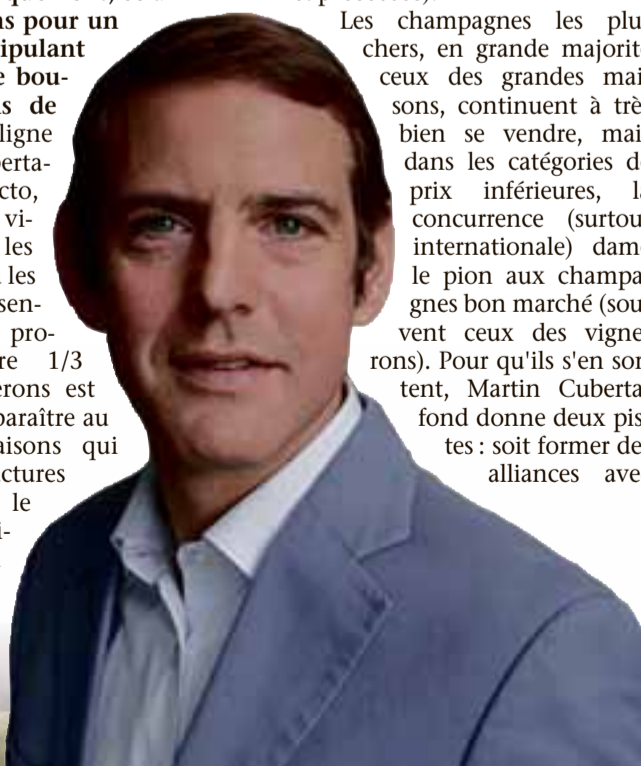 ns pour un
ipulant
e bou-
s de
ligne
berta-
cto,
vi-
les
les
sen-
pro-
re 1/3
erons est
paraître au
aisons qui
ctures
le
i-
Les champagnes les plu
chers, en grande majorit
ceux des grandes mai
sons, continuent à trè
bien se vendre, mai
dans les catégories d
prix inférieures, l
concurrence (surtou
internationale) dam
le pion aux champa
gnes bon marché (sou
vent ceux des vigne
rons). Pour qu'ils s'en sor
tent, Martin Cuberta
fond donne deux pis
tes : soit former de
alliances ave